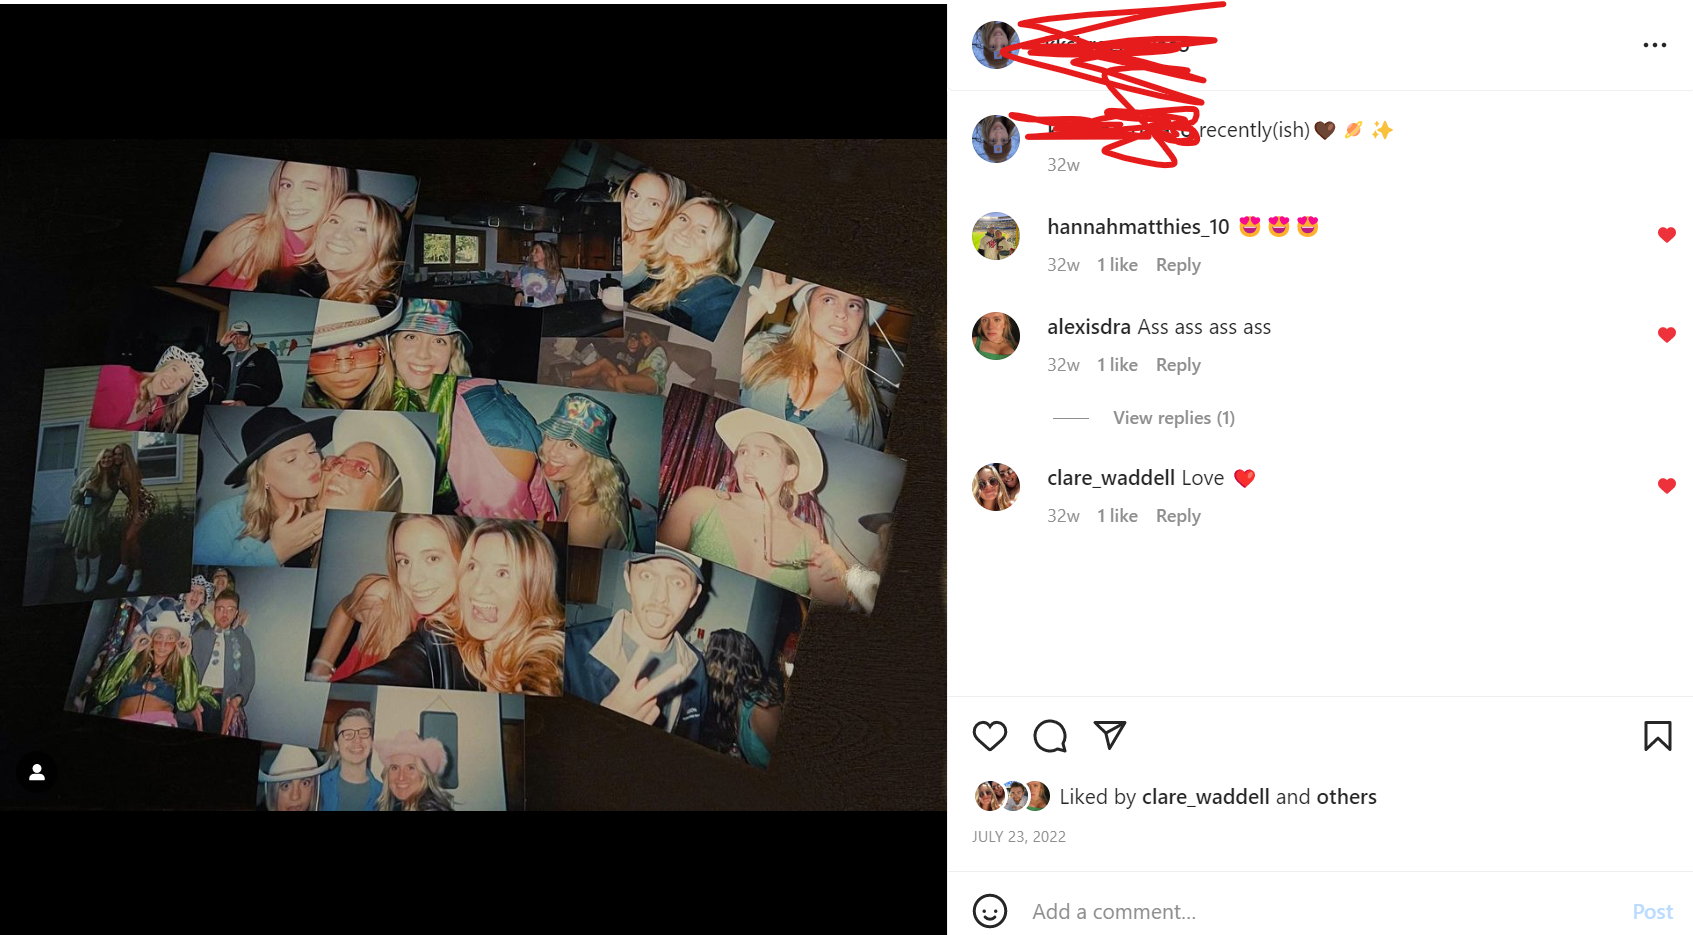 recently(ish)🤎 🪐 ✨
32w
hannahmatthies_10 😍 😍 😍
32w 1 like Reply
alexisdra Ass ass ass ass
32w 1 like Reply
View replies (1)
clare_waddell Love ❤️
32w 1 like Reply
Liked by clare_waddell and others
JULY 23, 2022
Add a comment... Post